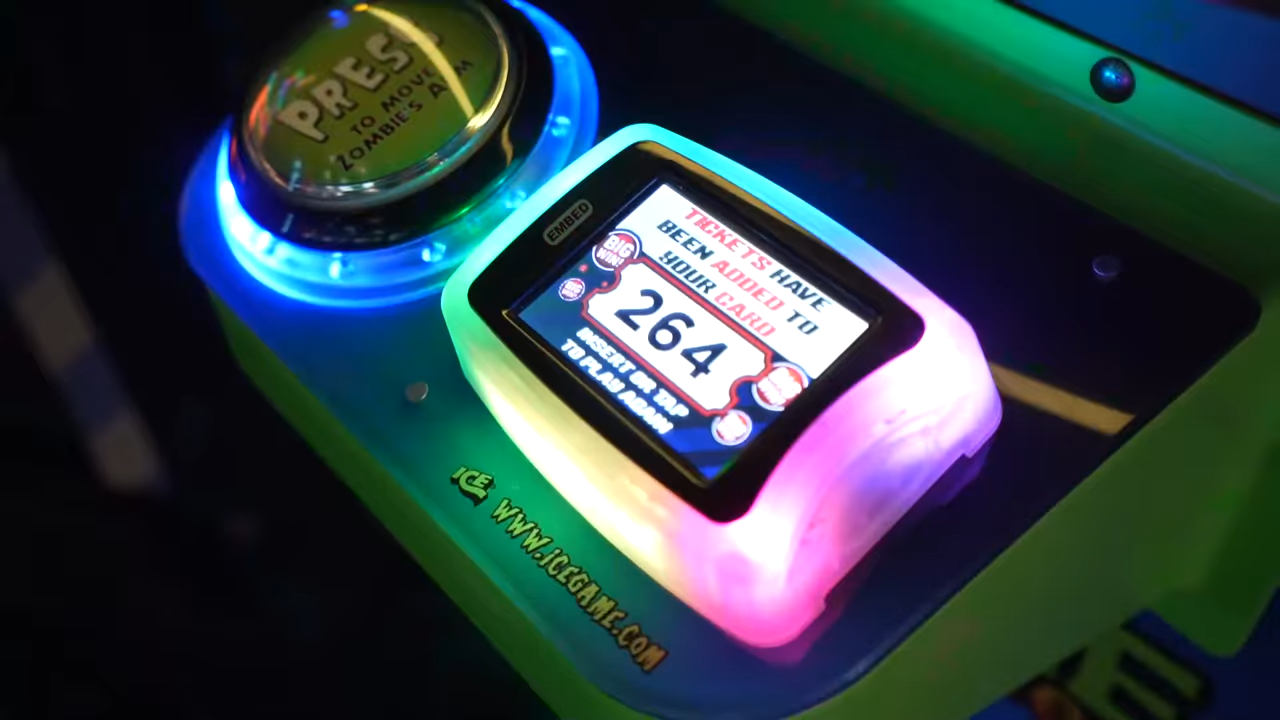 PRESS
TO MOVE
ZOMBIE'S ARM
EMBED
TICKETS HAVE
BEEN ADDED TO
YOUR CARD
BIG
WIN!
264
INSERT OR TAP
TO PLAY AGAIN
ICE WWW.ICEGAME.COM